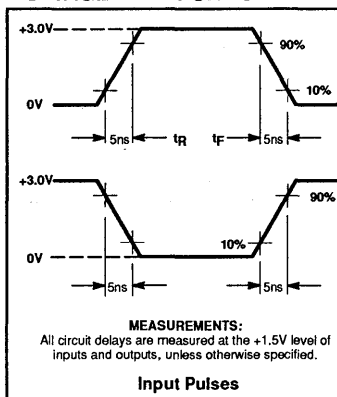 +3.0V
90%
0V
10%
5ns tR tF 5ns
+3.0V
90%
10%
0V
5ns 5ns
MEASUREMENTS:
All circuit delays are measured at the +1.5V level of
inputs and outputs, unless otherwise specified.
Input Pulses